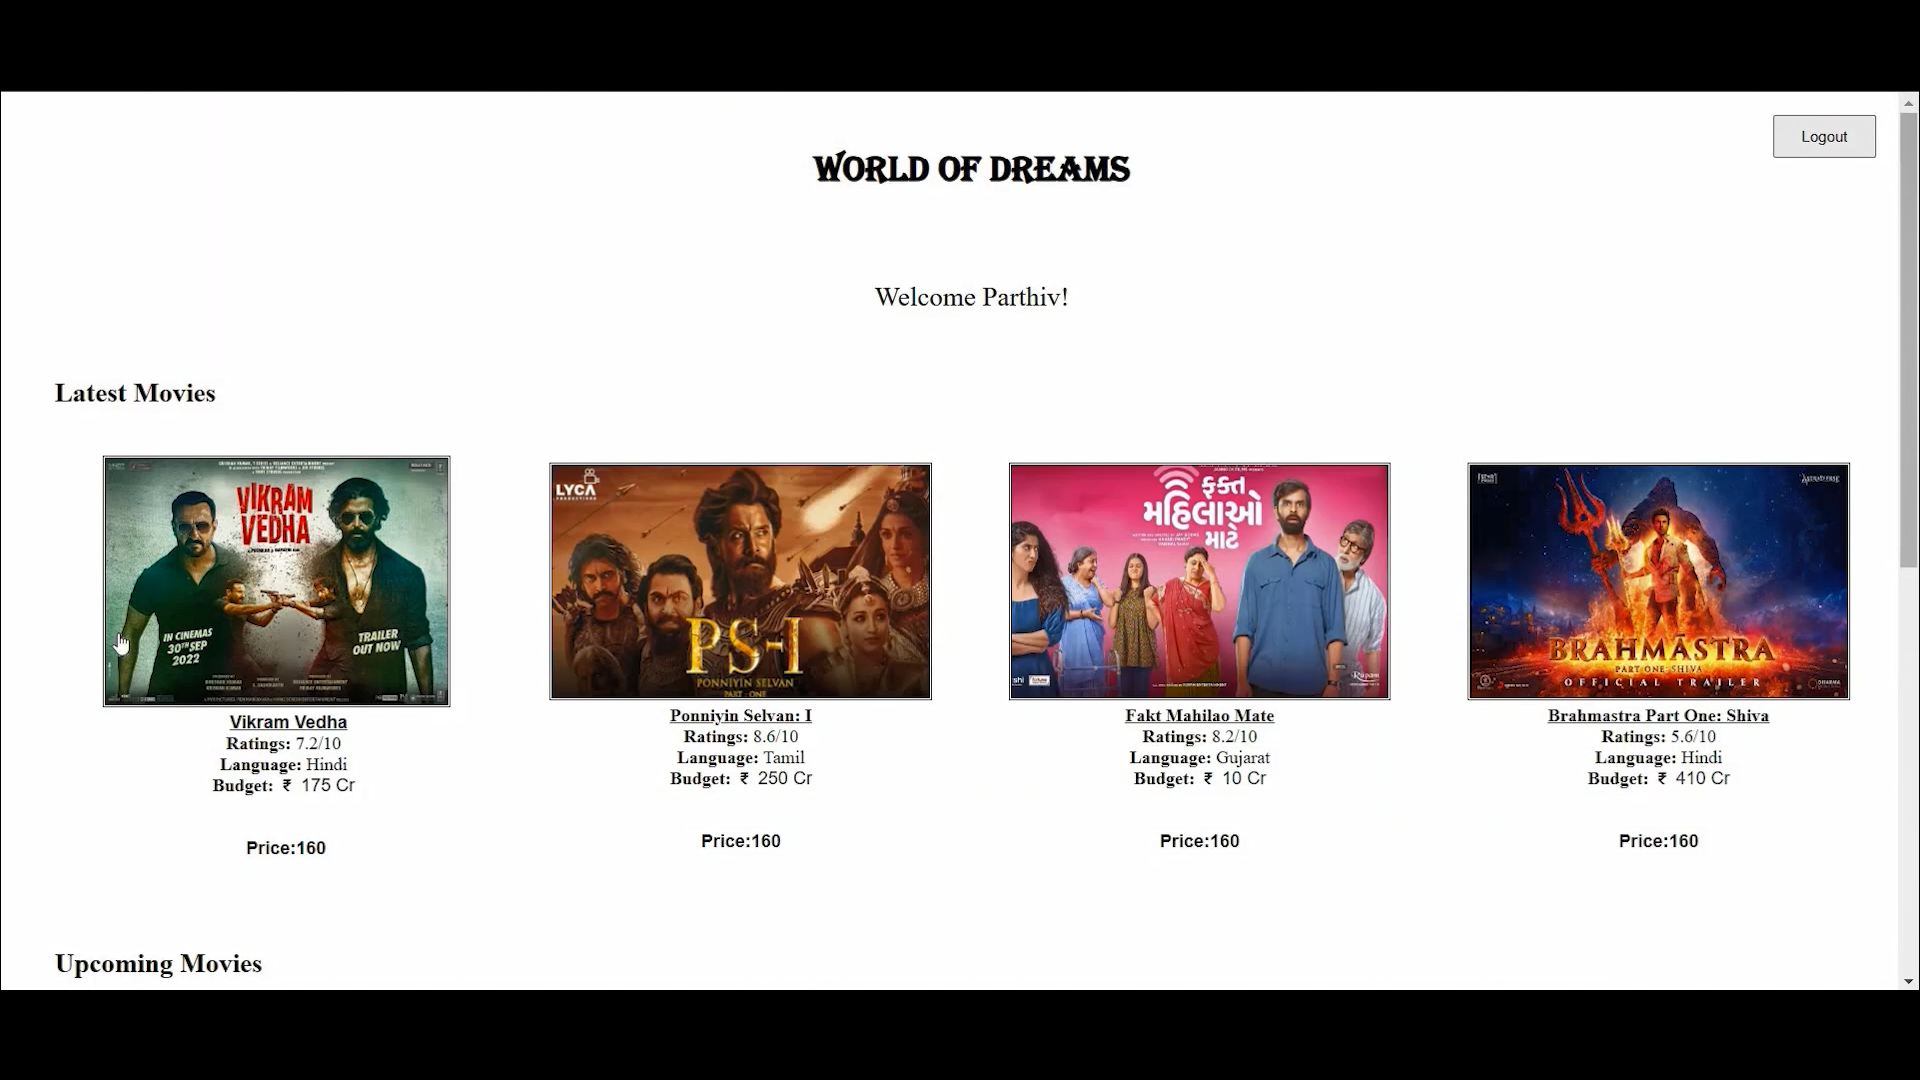 Logout
WORLD OF DREAMS
Welcome Parthiv!
Latest Movies
VIKRAM
VEDHA
IN CINEMAS
30TH SEP
2022
TRAILER
OUT NOW
Vikram Vedha
Ratings: 7.2/10
Language: Hindi
Budget: ₹ 175 Cr
Price:160
LYCA
PRODUCTIONS
PS-I
PONNIYIN SELVAN
PART - ONE
Ponniyin Selvan: I
Ratings: 8.6/10
Language: Tamil
Budget: ₹ 250 Cr
Price:160
ફક્ત
મહિલાઓ
માટે
Fakt Mahilao Mate
Ratings: 8.2/10
Language: Gujarat
Budget: ₹ 10 Cr
Price:160
BRAHMĀSTRA
PART ONE: SHIVA
OFFICIAL TRAILER
Brahmastra Part One: Shiva
Ratings: 5.6/10
Language: Hindi
Budget: ₹ 410 Cr
Price:160
Upcoming Movies